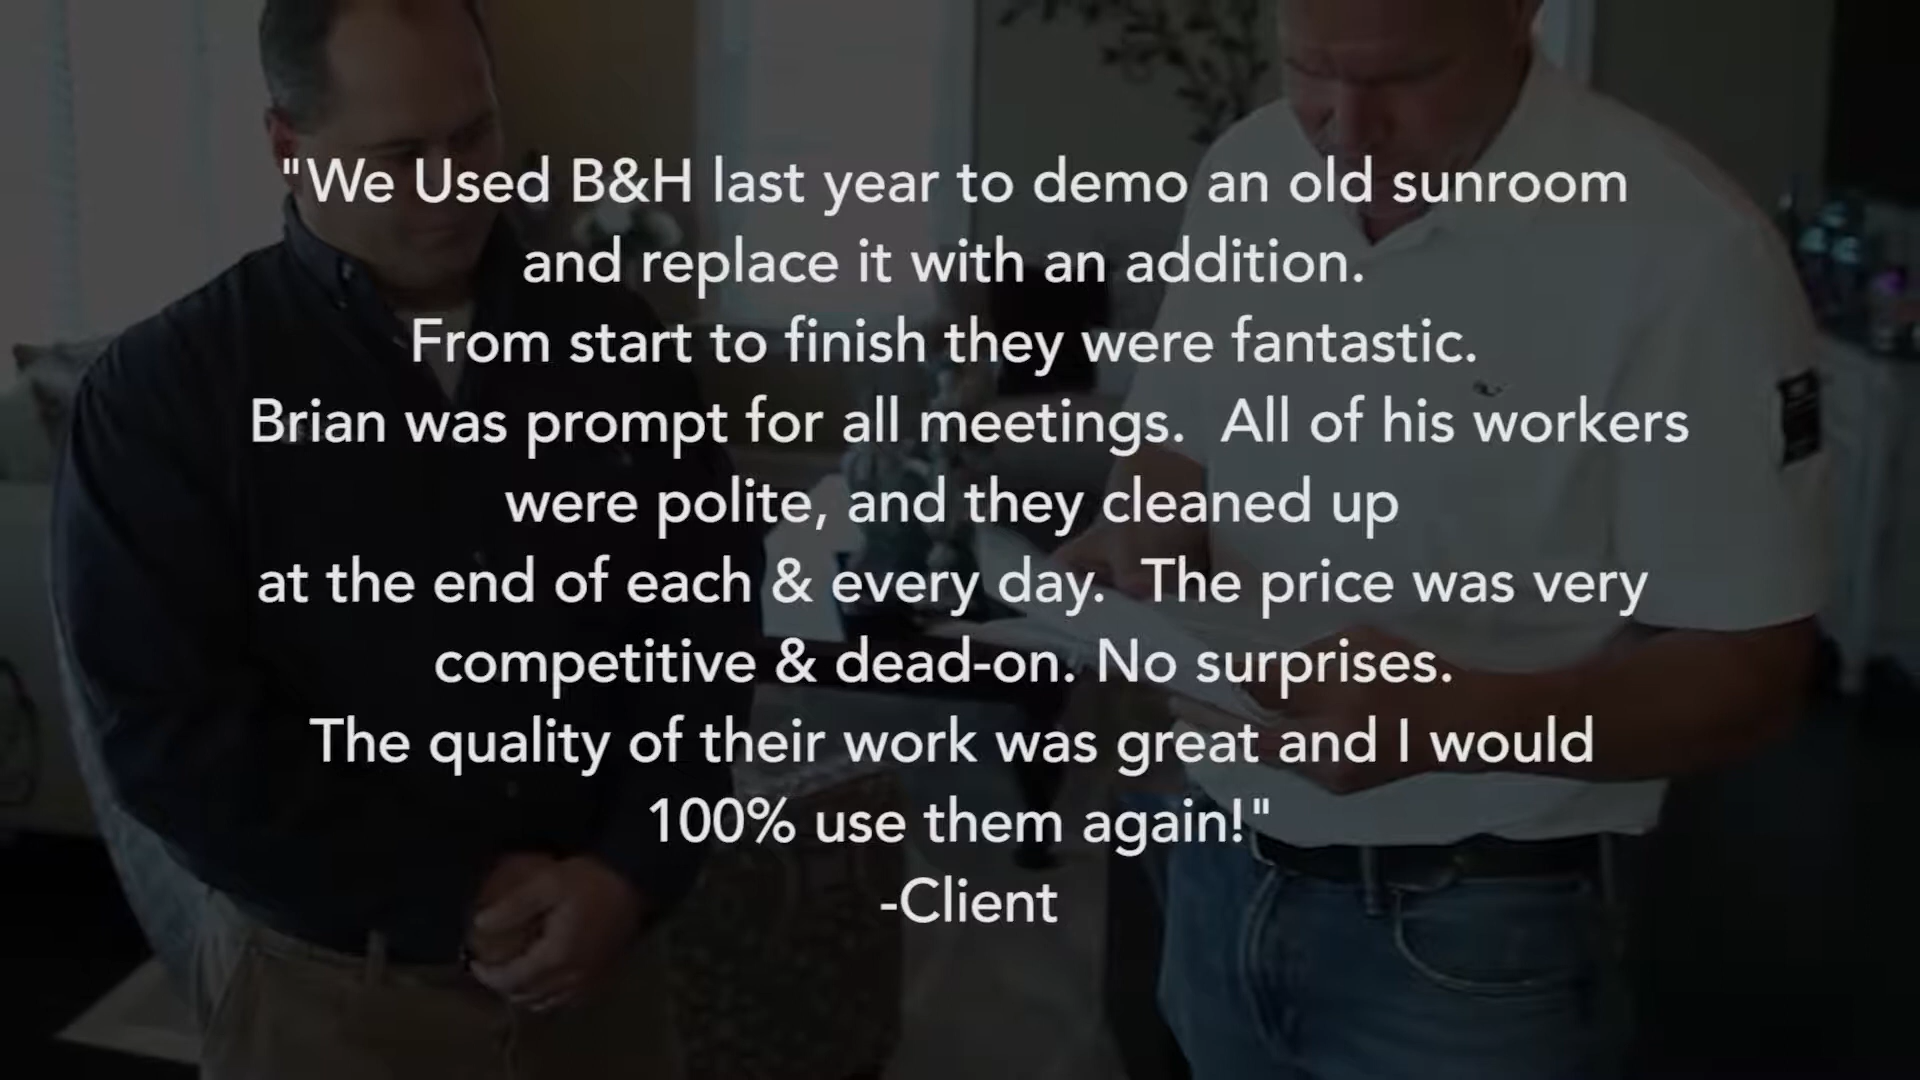 "We Used B&H last year to demo an old sunroom
and replace it with an addition.
From start to finish they were fantastic.
Brian was prompt for all meetings.  All of his workers
were polite, and they cleaned up
at the end of each & every day.  The price was very
competitive & dead-on. No surprises.
The quality of their work was great and I would
100% use them again!"
-Client